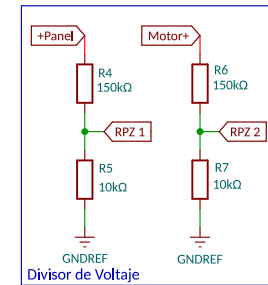 +Panel
Motor+
R4
150kΩ
R6
150kΩ
RPZ 1
RPZ 2
R5
10kΩ
R7
10kΩ
GNDREF
GNDREF
Divisor de Voltaje